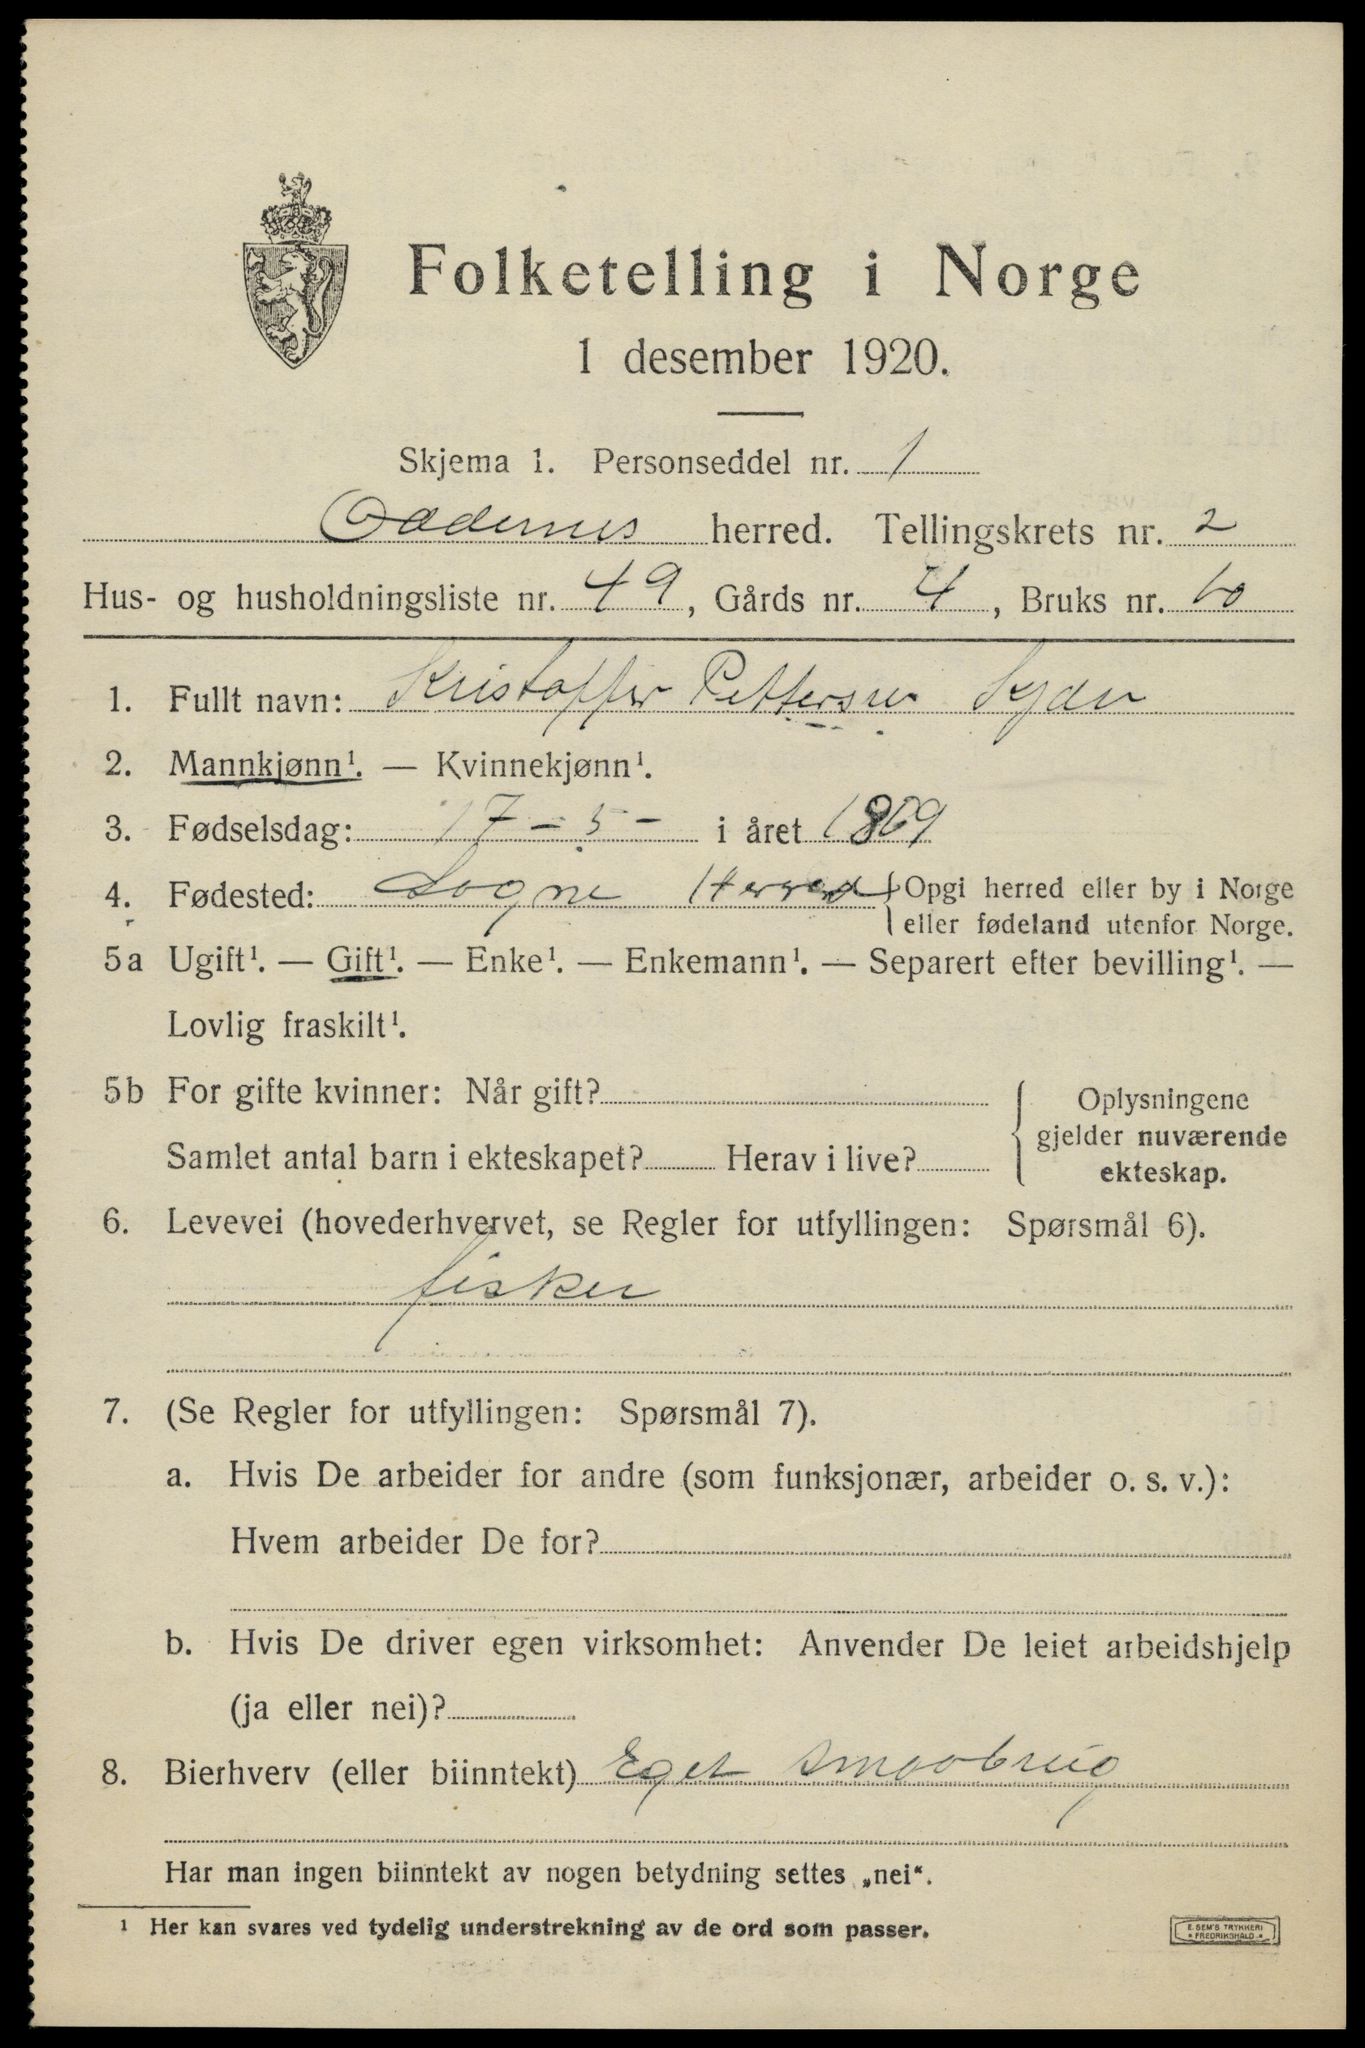 Folketelling i Norge
1 desember 1920.
Skjema 1. Personseddel nr. 1
Oddernes herred. Tellingskrets nr. 2
Hus- og husholdningsliste nr. 49, Gårds nr. 4, Bruks nr. 60
1. Fullt navn: Kristoffer Pettersen
2. Mannkjønn¹. — Kvinnekjønn¹.
3. Fødselsdag: 17 - 5 - i året 1869
4. Fødested: Sogne Herred { Opgi herred eller by i Norge
eller fødeland utenfor Norge.
5a Ugift¹. — Gift¹. — Enke¹. — Enkemann¹. — Separert efter bevilling¹. —
Lovlig fraskilt¹.
5b For gifte kvinner: Når gift?
Samlet antal barn i ekteskapet? Herav i live?
Oplysningene
gjelder nuværende
ekteskap.
6. Levevei (hovederhvervet, se Regler for utfyllingen: Spørsmål 6).
fisker
7. (Se Regler for utfyllingen: Spørsmål 7).
a. Hvis De arbeider for andre (som funksjonær, arbeider o. s. v.):
Hvem arbeider De for?
b. Hvis De driver egen virksomhet: Anvender De leiet arbeidshjelp
(ja eller nei)?
8. Bierhverv (eller biinntekt) Eget smaabrug
Har man ingen biinntekt av nogen betydning settes „nei“.
¹ Her kan svares ved tydelig understrekning av de ord som passer.
E. SEM'S TRYKKERI
* FREDRIKSHALD *